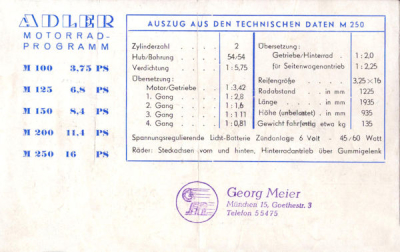 ADLER
MOTORRAD-
PROGRAMM
M 100 3,75 PS
M 125 6,8 PS
M 150 8,4 PS
M 200 11,4 PS
M 250 16 PS
AUSZUG AUS DEN TECHNISCHEN DATEN M 250
Zylinderzahl . . . . 2
Hub/Bohnung . . . . 54/54
Verdichtung . . . . 1 : 5,75
Übersetzung:
Motor/Getriebe . . . 1 : 3,42
1. Gang . . . . 1 : 2,8
2. Gang . . . . 1 : 1,6
3. Gang . . . . 1 : 1,11
4. Gang . . . . 1 : 0,81
Übersetzung:
Getriebe/Hinterrad . . 1 : 2,0
für Seitenwagenantrieb 1 : 2,25
Reifengröße . . . . 3,25 × 16
Radabstand . . in mm 1225
Länge . . . . in mm 1935
Höhe (unbelastet) . in mm 935
Gewicht fahrfertig etwa kg 135
Spannungsregulierende Licht-Batterie Zündanlage 6 Volt 45/60 Watt
Räder: Steckachsen vorn und hinten, Hinterradantrieb über Gummigelenk
Georg Meier
München 15, Goethestr. 3
Telefon 55475